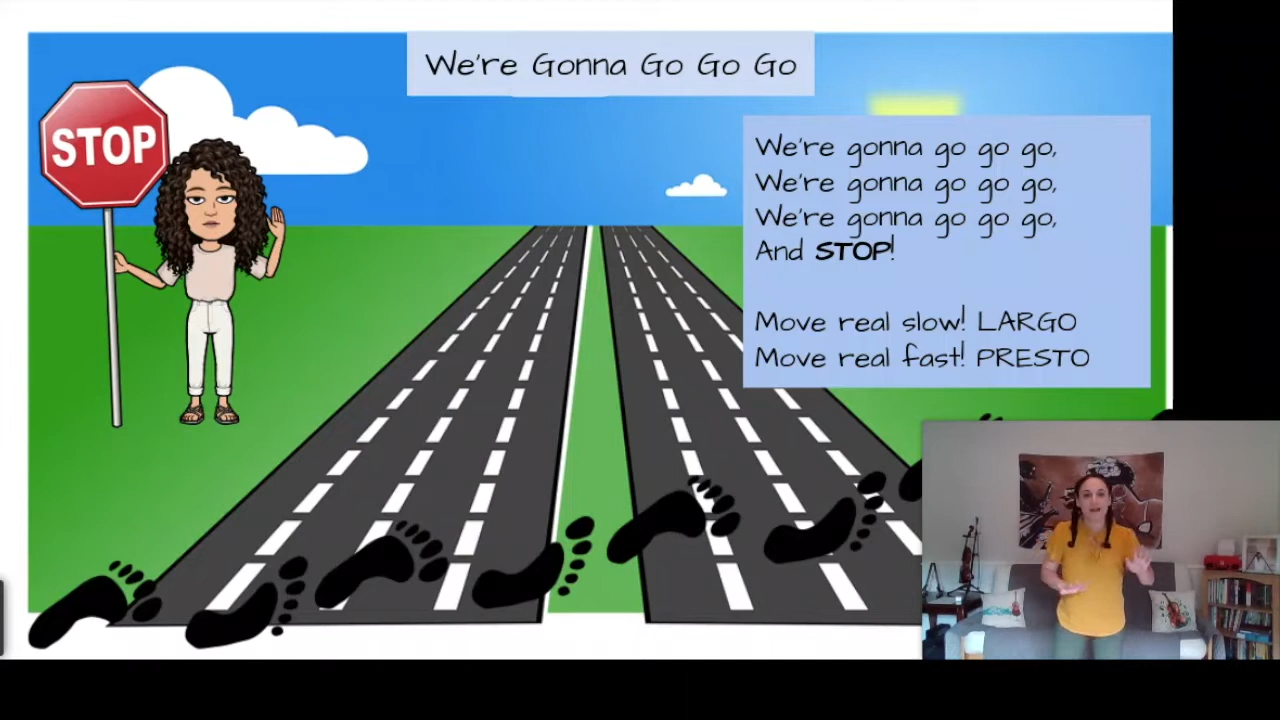 We're Gonna Go Go Go
STOP
We're gonna go go go,
We're gonna go go go,
We're gonna go go go,
And STOP!
Move real slow! LARGO
Move real fast! PRESTO